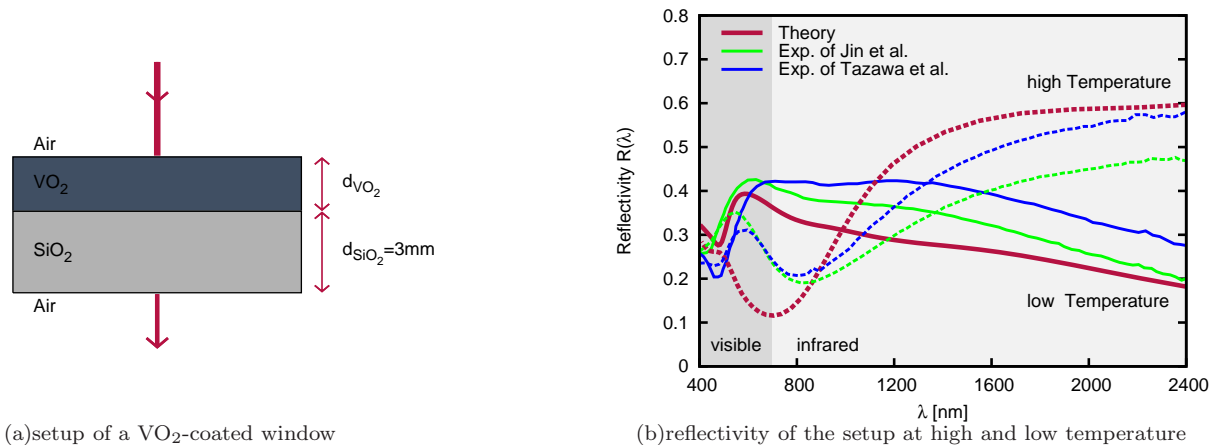 Air
VO₂
SiO₂
Air
d_VO₂
d_SiO₂=3mm
(a)setup of a VO₂-coated window
Reflectivity R(λ)
0.8
0.7
0.6
0.5
0.4
0.3
0.2
0.1
0
Theory
Exp. of Jin et al.
Exp. of Tazawa et al.
high Temperature
low Temperature
visible
infrared
400 800 1200 1600 2000 2400
λ [nm]
(b)reflectivity of the setup at high and low temperature